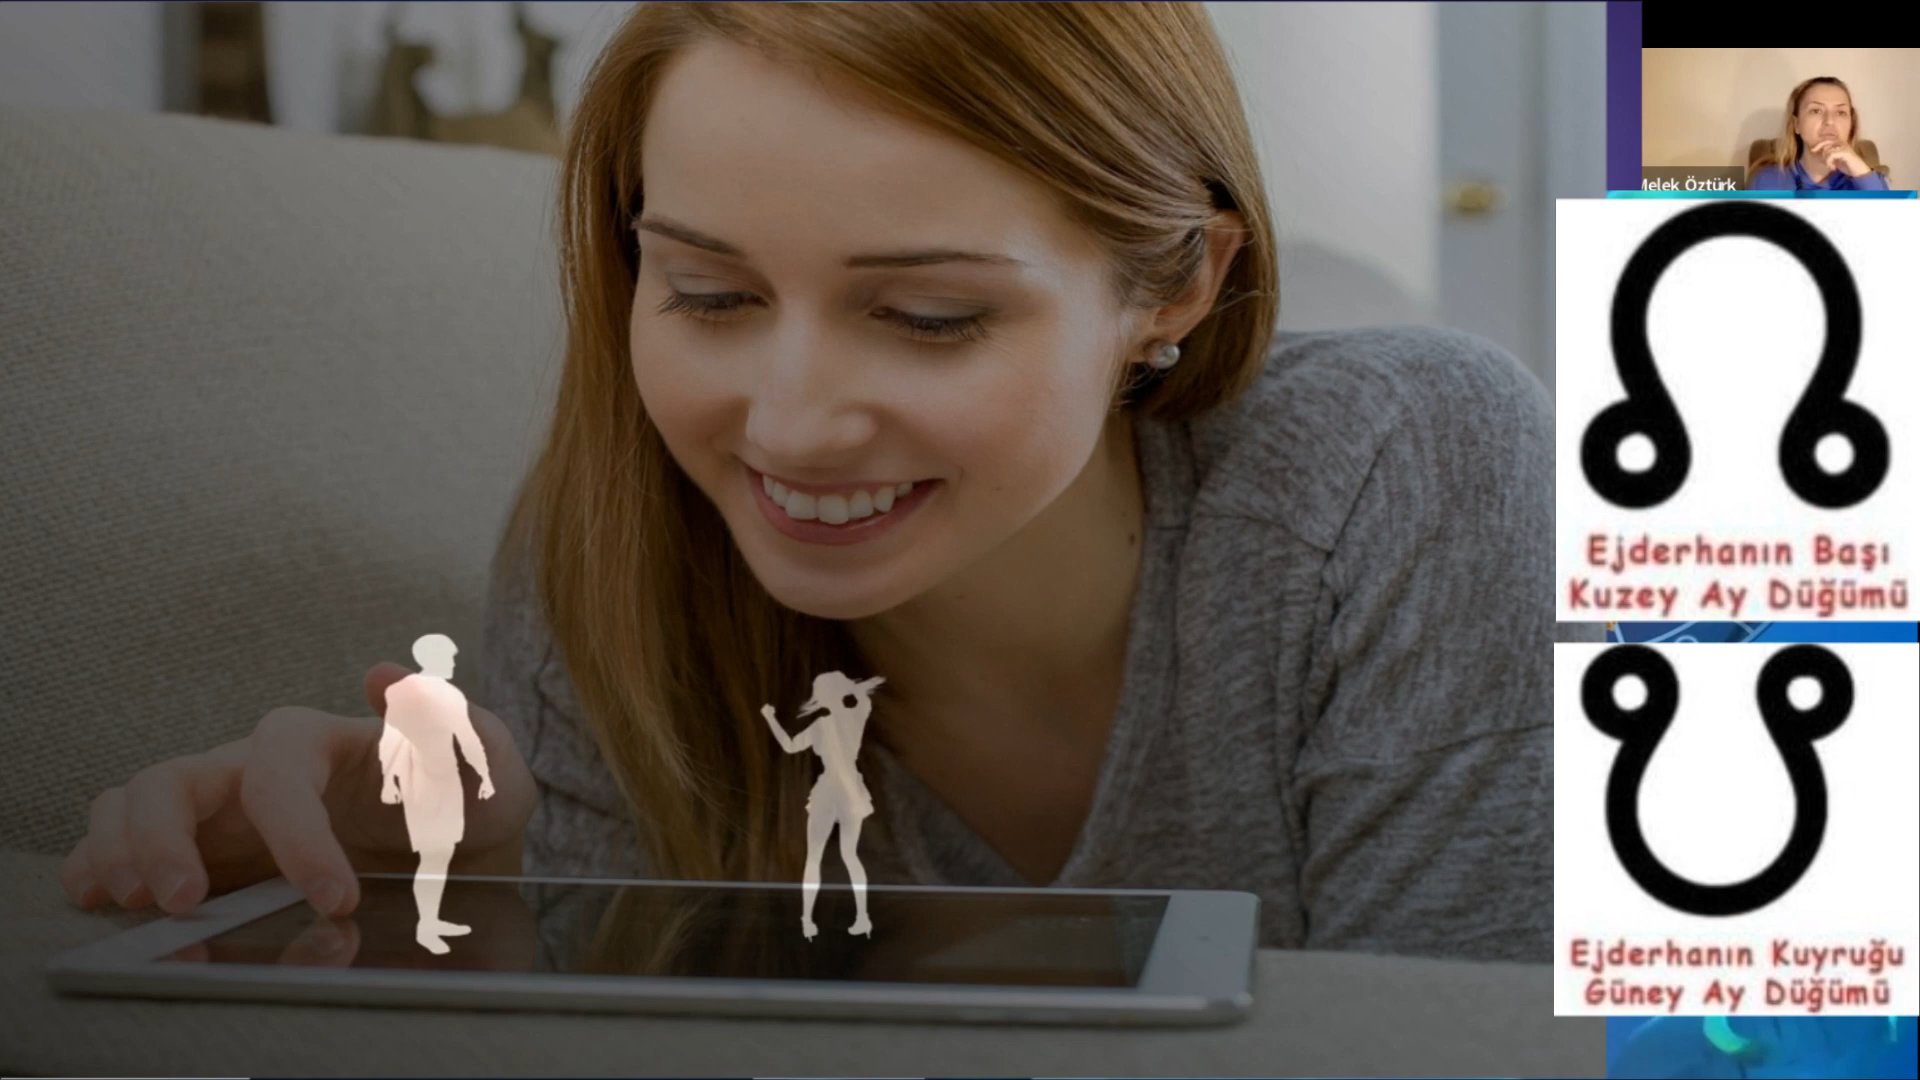 Melek Öztürk
Ejderhanın Başı
Kuzey Ay Düğümü
Ejderhanın Kuyruğu
Güney Ay Düğümü